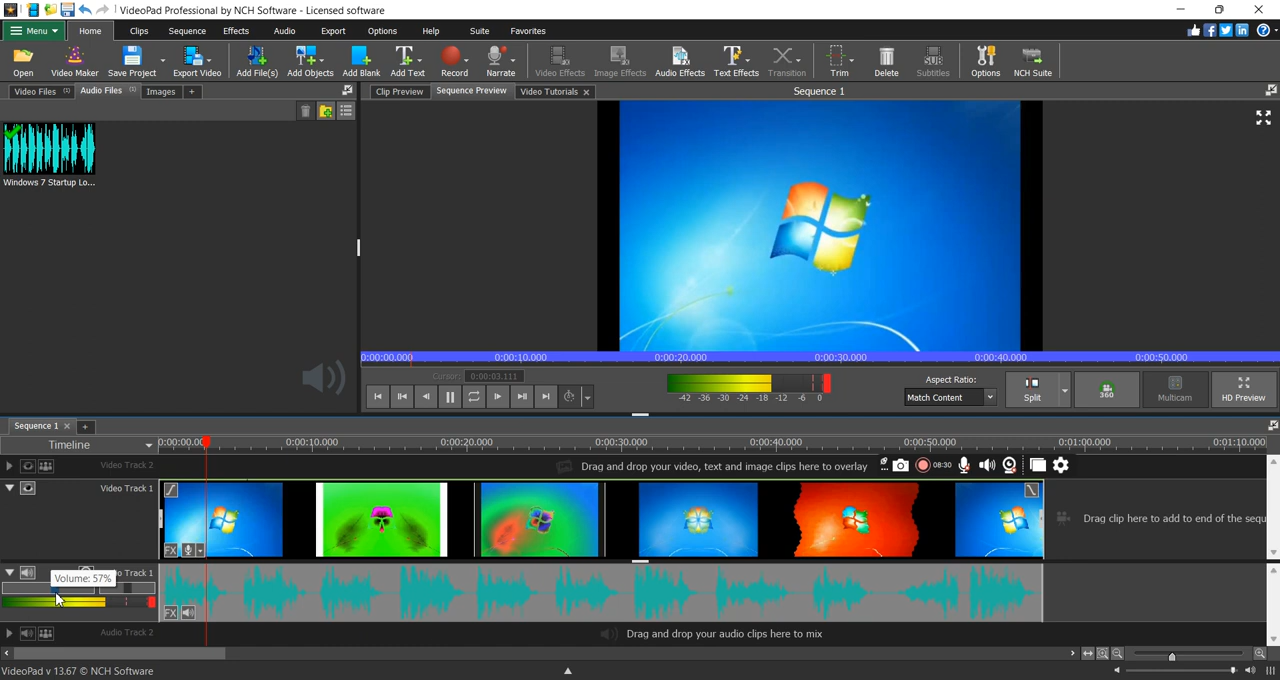 VideoPad Professional by NCH Software - Licensed software
Menu Home Clips Sequence Effects Audio Export Options Help Suite Favorites
Open Video Maker Save Project Export Video Add File(s) Add Objects Add Blank Add Text Record Narrate Video Effects Image Effects Audio Effects Text Effects Transition Trim Delete Subtitles Options NCH Suite
Video Files (1) Audio Files (1) Images + Clip Preview Sequence Preview Video Tutorials Sequence 1
Windows 7 Startup Lo...
0:00:00.000 0:00:10.000 0:00:20.000 0:00:30.000 0:00:40.000 0:00:50.000
Cursor: 0:00:03.111
-42 -36 -30 -24 -18 -12 -6 0
Aspect Ratio:
Match Content
Split 360 Multicam HD Preview
Sequence 1 +
Timeline 0:00:00.000 0:00:10.000 0:00:20.000 0:00:30.000 0:00:40.000 0:00:50.000 0:01:00.000 0:01:10.000
Video Track 2 Drag and drop your video, text and image clips here to overlay 08:30
Video Track 1
Drag clip here to add to end of the sequ
FX
Volume: 57%
Track 1
FX
Audio Track 2 Drag and drop your audio clips here to mix
VideoPad v 13.67 © NCH Software